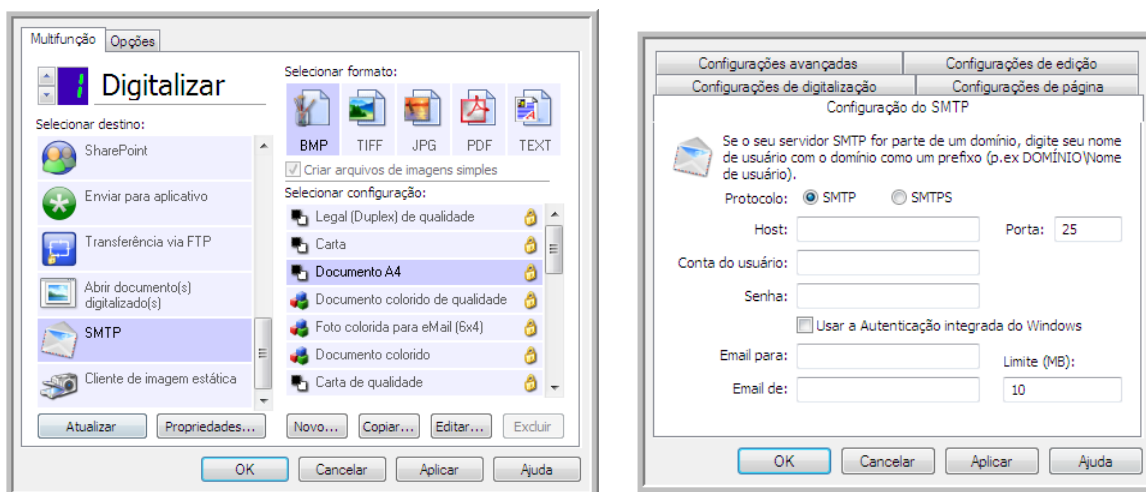 Multifunção
Opções
1 Digitalizar
Selecionar destino:
SharePoint
Enviar para aplicativo
Transferência via FTP
Abrir documento(s)
digitalizado(s)
SMTP
Cliente de imagem estática
Atualizar
Propriedades...
Selecionar formato:
BMP
TIFF
JPG
PDF
TEXT
Criar arquivos de imagens simples
Selecionar configuração:
Legal (Duplex) de qualidade
Carta
Documento A4
Documento colorido de qualidade
Foto colorida para eMail (6x4)
Documento colorido
Carta de qualidade
Novo...
Copiar...
Editar...
Excluir
OK
Cancelar
Aplicar
Ajuda
Configurações avançadas
Configurações de edição
Configurações de digitalização
Configurações de página
Configuração do SMTP
Se o seu servidor SMTP for parte de um domínio, digite seu nome
de usuário com o domínio como um prefixo (p.ex DOMÍNIO\Nome
de usuário).
Protocolo: SMTP SMTPS
Host:
Porta: 25
Conta do usuário:
Senha:
Usar a Autenticação integrada do Windows
Email para:
Limite (MB):
Email de:
10
OK
Cancelar
Aplicar
Ajuda